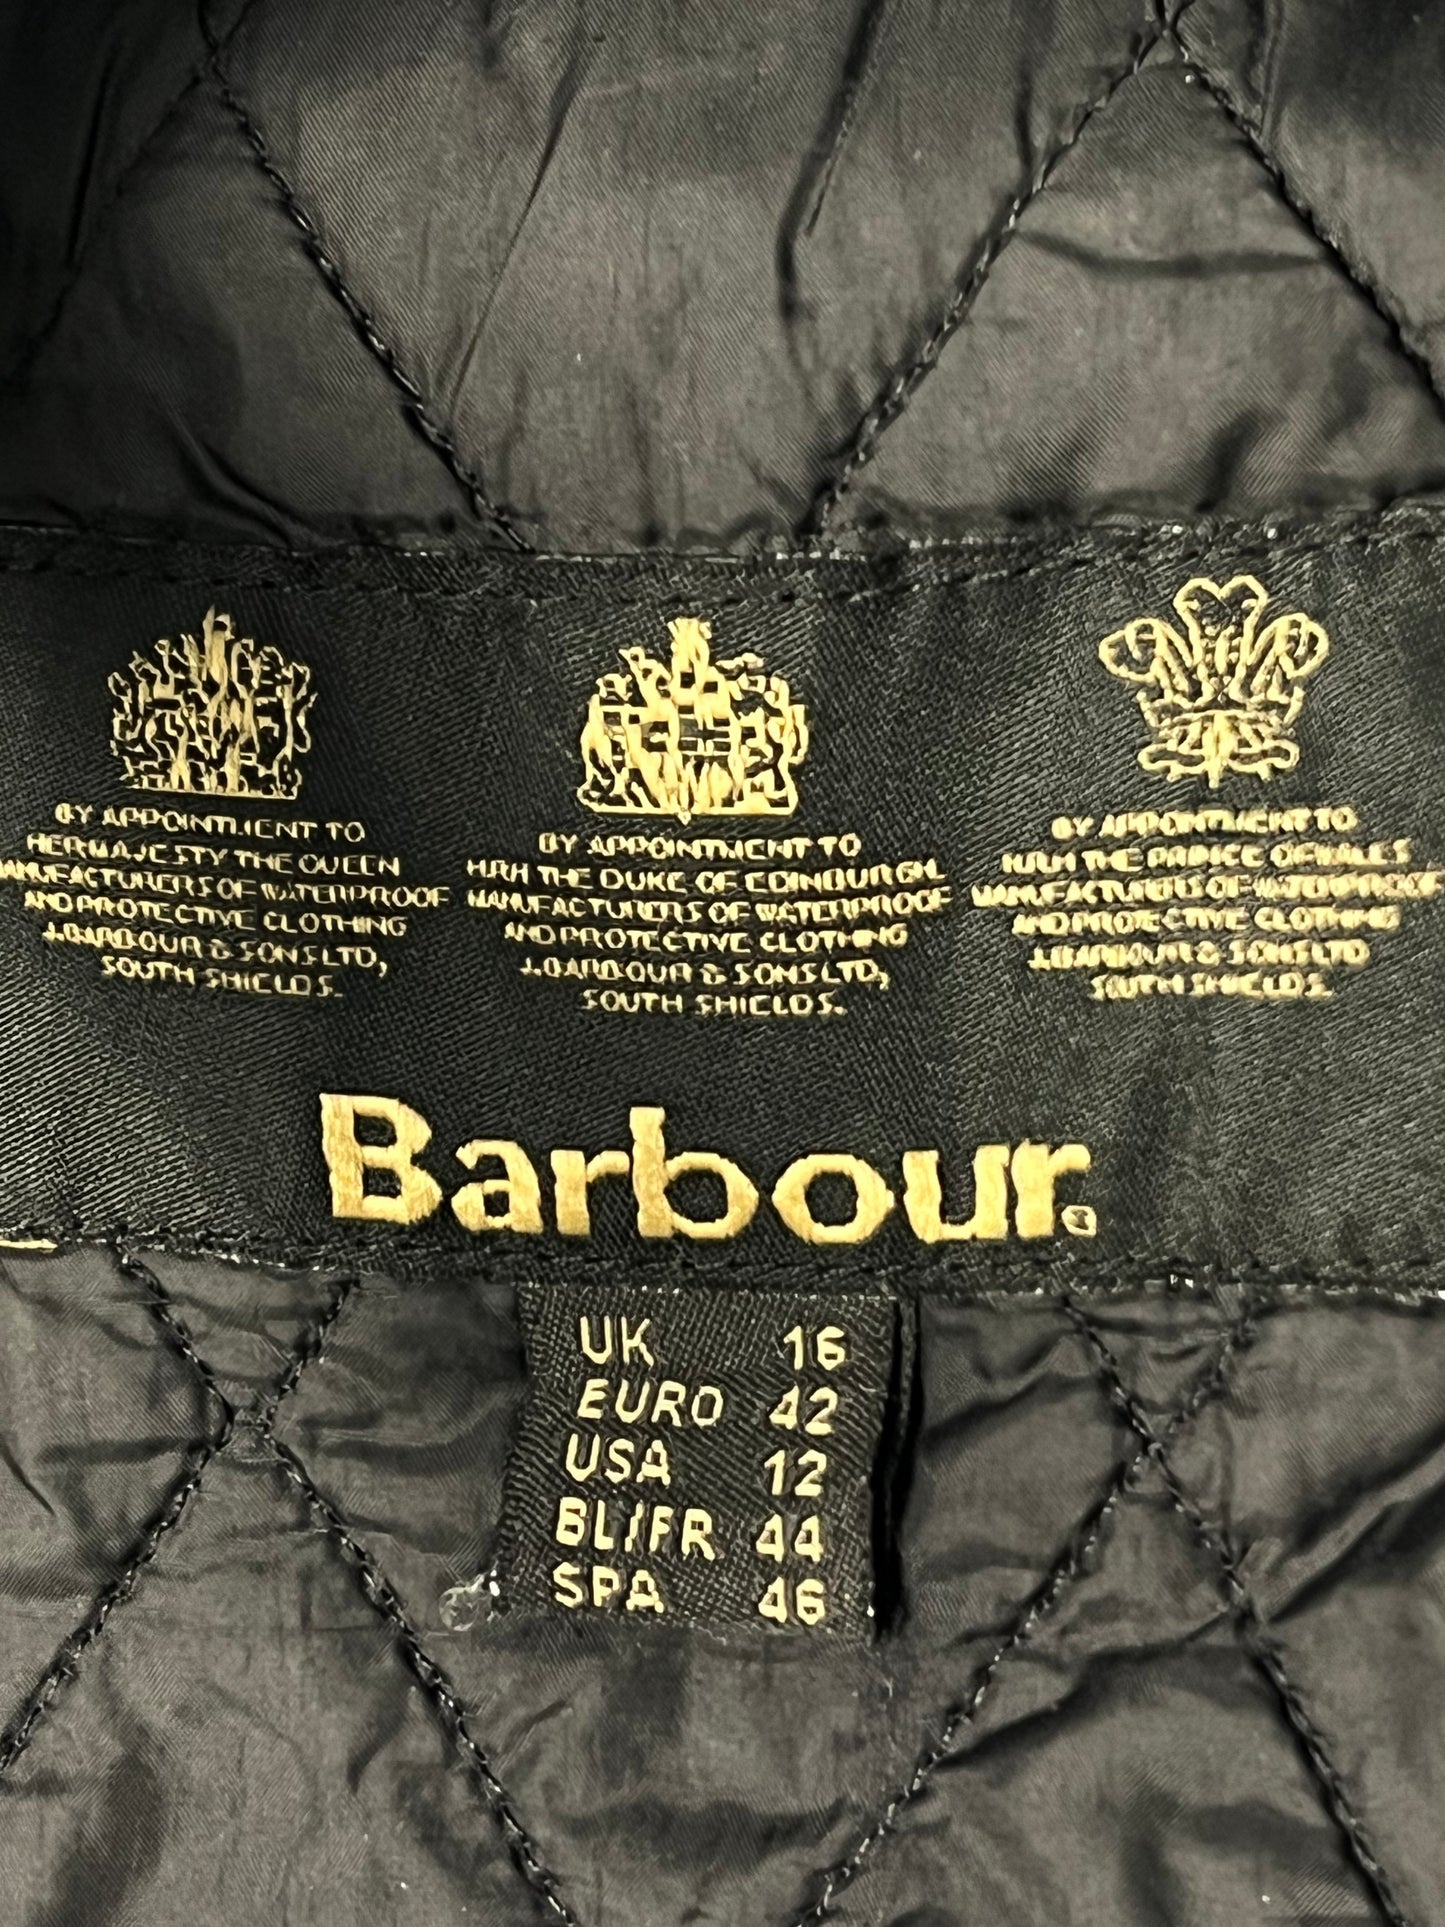 BY APPOINTMENT TO
HER MAJESTY THE QUEEN
MANUFACTURERS OF WATERPROOF
AND PROTECTIVE CLOTHING
J. BARBOUR & SONS LTD,
SOUTH SHIELDS.
BY APPOINTMENT TO
HRH THE DUKE OF EDINBURGH,
MANUFACTURERS OF WATERPROOF
AND PROTECTIVE CLOTHING
J. BARBOUR & SONS LTD,
SOUTH SHIELDS.
BY APPOINTMENT TO
HRH THE PRINCE OF WALES
MANUFACTURERS OF WATERPROOF
AND PROTECTIVE CLOTHING
J. BARBOUR & SONS LTD
SOUTH SHIELDS.
Barbour®
UK 16
EURO 42
USA 12
BL/FR 44
SPA 46